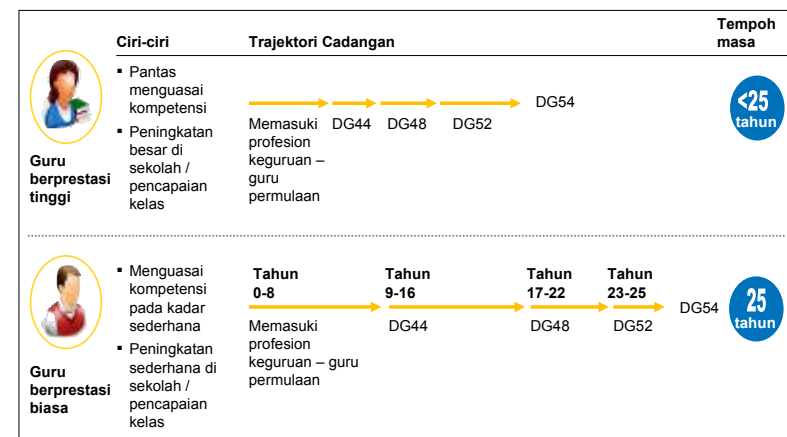 Ciri-ciri
Trajektori Cadangan
Tempoh
masa
Guru
berprestasi
tinggi
▪ Pantas
menguasai
kompetensi
▪ Peningkatan
besar di
sekolah /
pencapaian
kelas
Memasuki
profesion
keguruan –
guru
permulaan
DG44
DG48
DG52
DG54
<25
tahun
Guru
berprestasi
biasa
▪ Menguasai
kompetensi
pada kadar
sederhana
▪ Peningkatan
sederhana di
sekolah /
pencapaian
kelas
Tahun
0-8
Memasuki
profesion
keguruan – guru
permulaan
Tahun
9-16
DG44
Tahun
17-22
DG48
Tahun
23-25
DG52
DG54
25
tahun